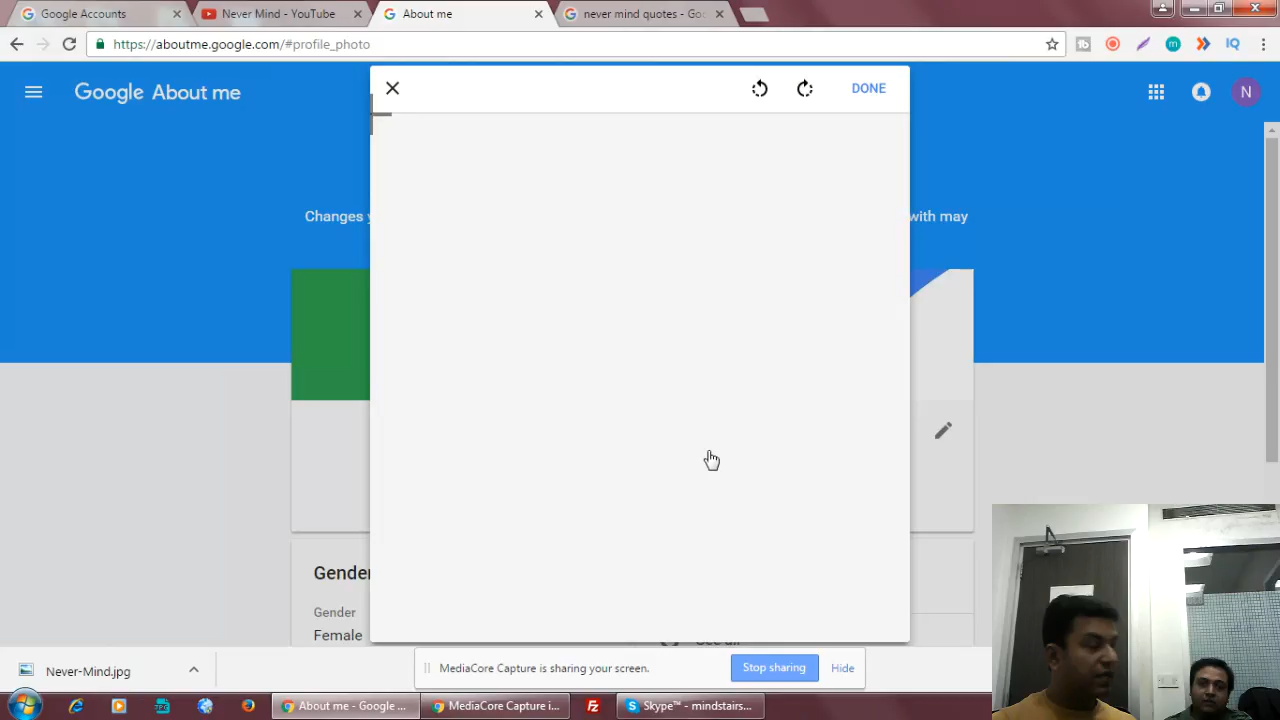 Google Accounts
Never Mind - YouTube
About me
never mind quotes - Goo
https://aboutme.google.com/#profile_photo
Google About me
N
DONE
Changes y
with may
Gender
Gender
Female
Never-Mind.jpg
MediaCore Capture is sharing your screen.
Stop sharing
Hide
About me - Google ...
MediaCore Capture i...
Skype™ - mindstairs...